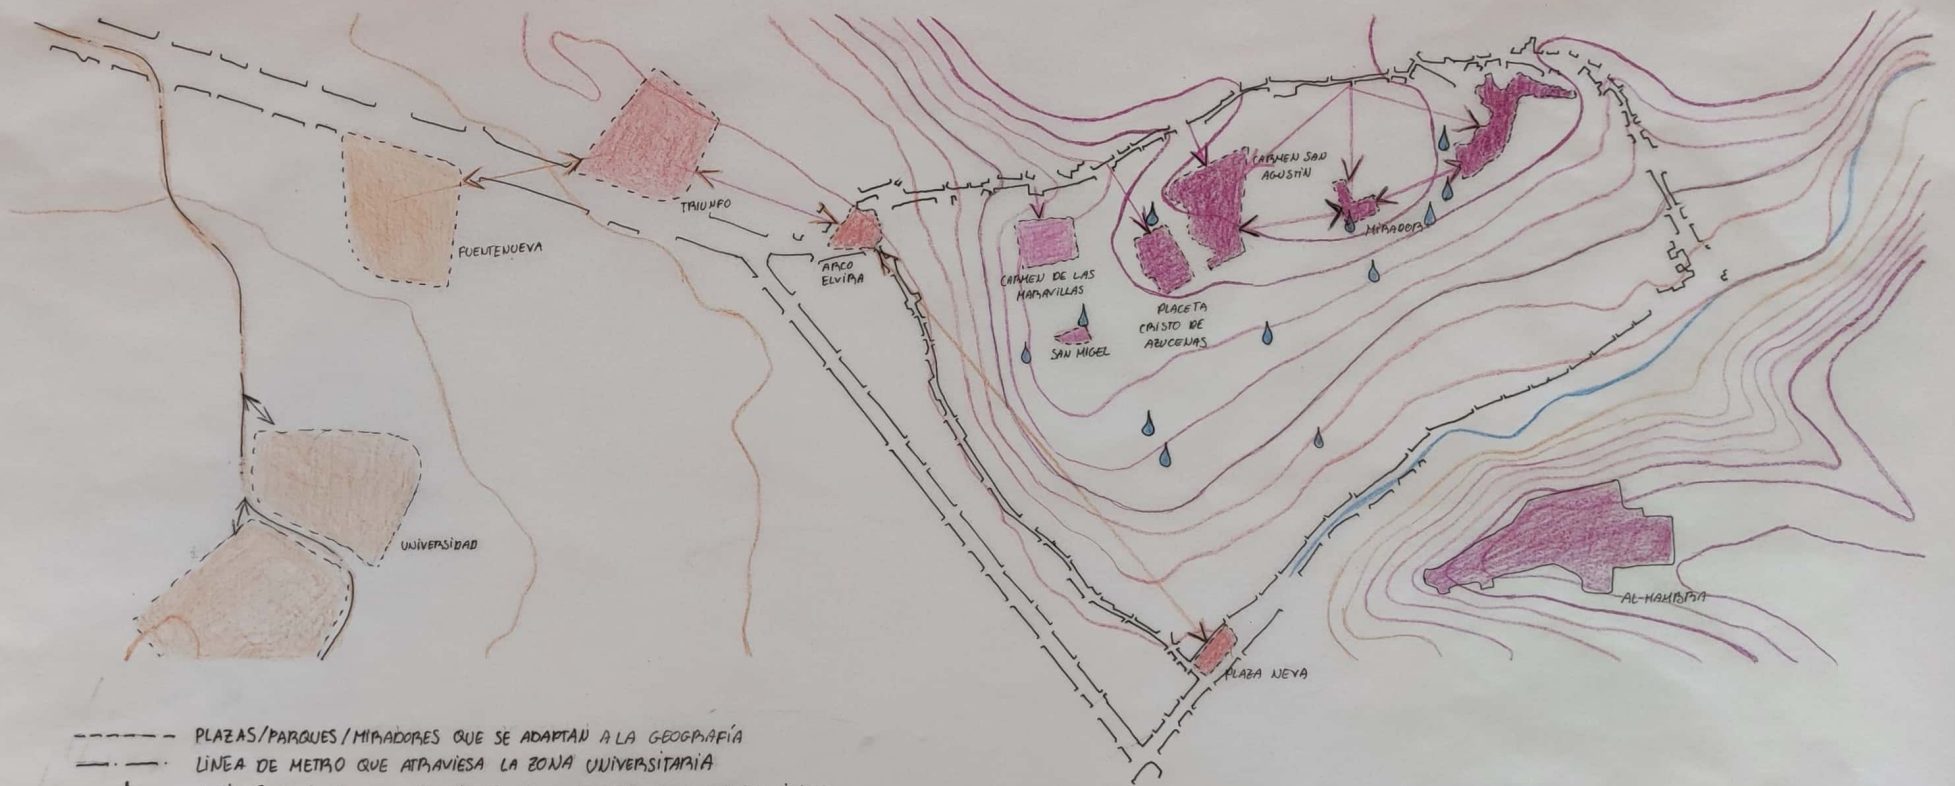 CARMEN SAN
AGUSTÍN
TRIUNFO
MIRADOR
FUENTENUEVA
ARCO
ELVIRA
CARMEN DE LAS
MARAVILLAS
PLACETA
CRISTO DE
AZUCENAS
SAN MIGEL
UNIVERSIDAD
AL-HAMBRA
PLAZA NEVA
PLAZAS/PARQUES/MIRADORES QUE SE ADAPTAN A LA GEOGRAFÍA
LINEA DE METRO QUE ATRAVIESA LA ZONA UNIVERSITARIA